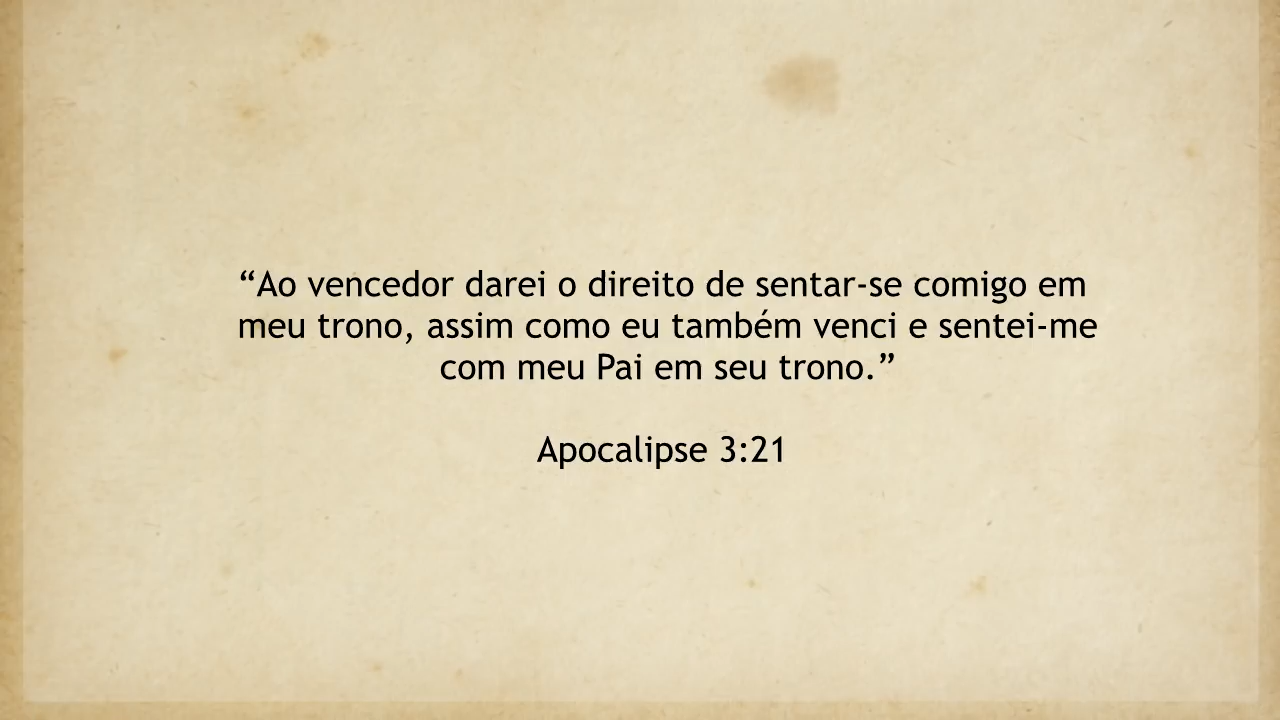 “Ao vencedor darei o direito de sentar-se comigo em
meu trono, assim como eu também venci e sentei-me
com meu Pai em seu trono.”
Apocalipse 3:21